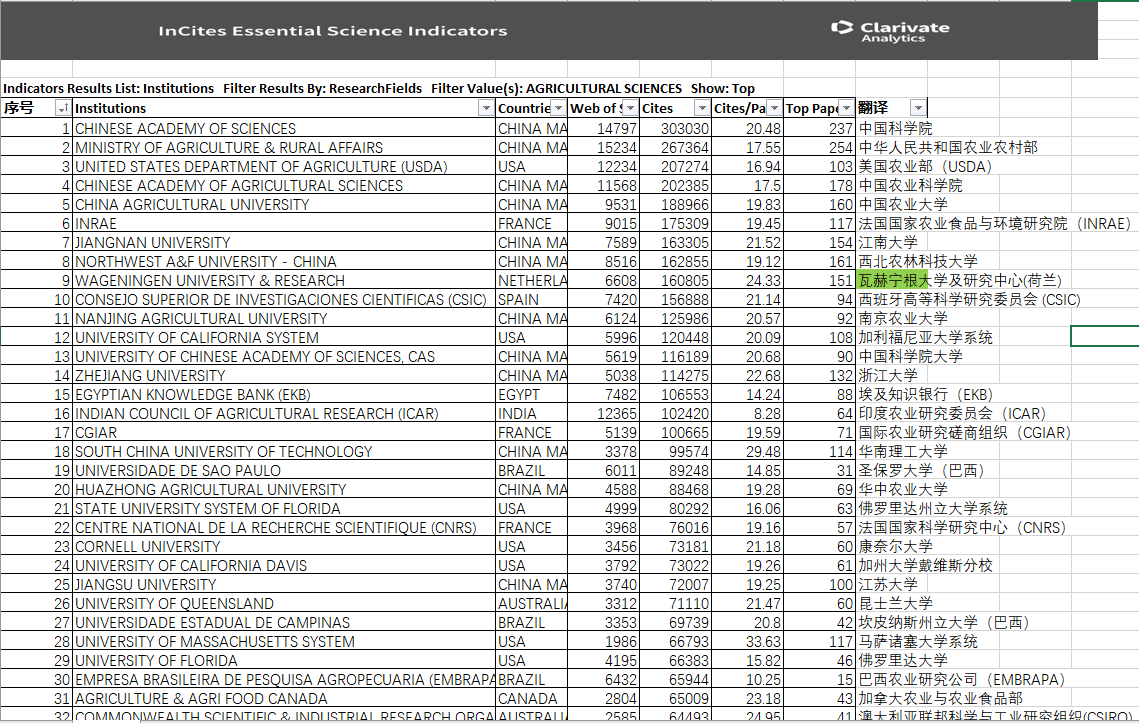 InCites Essential Science Indicators
Clarivate
Analytics
Indicators Results List: Institutions Filter Results By: ResearchFields Filter Value(s): AGRICULTURAL SCIENCES Show: Top
序号 Institutions Countrie Web of S Cites Cites/Pa Top Pape 翻译
1 CHINESE ACADEMY OF SCIENCES CHINA MA 14797 303030 20.48 237 中国科学院
2 MINISTRY OF AGRICULTURE & RURAL AFFAIRS CHINA MA 15234 267364 17.55 254 中华人民共和国农业农村部
3 UNITED STATES DEPARTMENT OF AGRICULTURE (USDA) USA 12234 207274 16.94 103 美国农业部（USDA）
4 CHINESE ACADEMY OF AGRICULTURAL SCIENCES CHINA MA 11568 202385 17.5 178 中国农业科学院
5 CHINA AGRICULTURAL UNIVERSITY CHINA MA 9531 188966 19.83 160 中国农业大学
6 INRAE FRANCE 9015 175309 19.45 117 法国国家农业食品与环境研究院（INRAE）
7 JIANGNAN UNIVERSITY CHINA MA 7589 163305 21.52 154 江南大学
8 NORTHWEST A&F UNIVERSITY - CHINA CHINA MA 8516 162855 19.12 161 西北农林科技大学
9 WAGENINGEN UNIVERSITY & RESEARCH NETHERLA 6608 160805 24.33 151 瓦赫宁根大学及研究中心(荷兰)
10 CONSEJO SUPERIOR DE INVESTIGACIONES CIENTIFICAS (CSIC) SPAIN 7420 156888 21.14 94 西班牙高等科学研究委员会 (CSIC)
11 NANJING AGRICULTURAL UNIVERSITY CHINA MA 6124 125986 20.57 92 南京农业大学
12 UNIVERSITY OF CALIFORNIA SYSTEM USA 5996 120448 20.09 108 加利福尼亚大学系统
13 UNIVERSITY OF CHINESE ACADEMY OF SCIENCES, CAS CHINA MA 5619 116189 20.68 90 中国科学院大学
14 ZHEJIANG UNIVERSITY CHINA MA 5038 114275 22.68 132 浙江大学
15 EGYPTIAN KNOWLEDGE BANK (EKB) EGYPT 7482 106553 14.24 88 埃及知识银行（EKB）
16 INDIAN COUNCIL OF AGRICULTURAL RESEARCH (ICAR) INDIA 12365 102420 8.28 64 印度农业研究委员会（ICAR）
17 CGIAR FRANCE 5139 100665 19.59 71 国际农业研究磋商组织（CGIAR）
18 SOUTH CHINA UNIVERSITY OF TECHNOLOGY CHINA MA 3378 99574 29.48 114 华南理工大学
19 UNIVERSIDADE DE SAO PAULO BRAZIL 6011 89248 14.85 31 圣保罗大学（巴西）
20 HUAZHONG AGRICULTURAL UNIVERSITY CHINA MA 4588 88468 19.28 69 华中农业大学
21 STATE UNIVERSITY SYSTEM OF FLORIDA USA 4999 80292 16.06 63 佛罗里达州立大学系统
22 CENTRE NATIONAL DE LA RECHERCHE SCIENTIFIQUE (CNRS) FRANCE 3968 76016 19.16 57 法国国家科学研究中心（CNRS）
23 CORNELL UNIVERSITY USA 3456 73181 21.18 60 康奈尔大学
24 UNIVERSITY OF CALIFORNIA DAVIS USA 3792 73022 19.26 61 加州大学戴维斯分校
25 JIANGSU UNIVERSITY CHINA MA 3740 72007 19.25 100 江苏大学
26 UNIVERSITY OF QUEENSLAND AUSTRALIA 3312 71110 21.47 60 昆士兰大学
27 UNIVERSIDADE ESTADUAL DE CAMPINAS BRAZIL 3353 69739 20.8 42 坎皮纳斯州立大学（巴西）
28 UNIVERSITY OF MASSACHUSETTS SYSTEM USA 1986 66793 33.63 117 马萨诸塞大学系统
29 UNIVERSITY OF FLORIDA USA 4195 66383 15.82 46 佛罗里达大学
30 EMPRESA BRASILEIRA DE PESQUISA AGROPECUARIA (EMBRAPA BRAZIL 6432 65944 10.25 15 巴西农业研究公司（EMBRAPA）
31 AGRICULTURE & AGRI FOOD CANADA CANADA 2804 65009 23.18 43 加拿大农业与农业食品部
32 COMMONWEALTH SCIENTIFIC & INDUSTRIAL RESEARCH ORGA AUSTRALIA 2585 64493 24.95 41 澳大利亚联邦科学与工业研究组织(CSIRO)